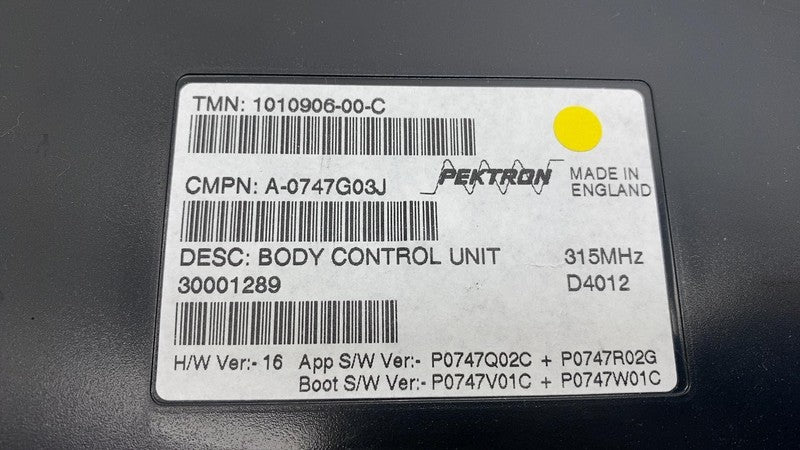 TMN: 1010906-00-C
CMPN: A-0747G03J
PEKTRON
MADE IN
ENGLAND
DESC: BODY CONTROL UNIT 315MHz
30001289 D4012
H/W Ver:- 16 App S/W Ver:- P0747Q02C + P0747R02G
Boot S/W Ver:- P0747V01C + P0747W01C